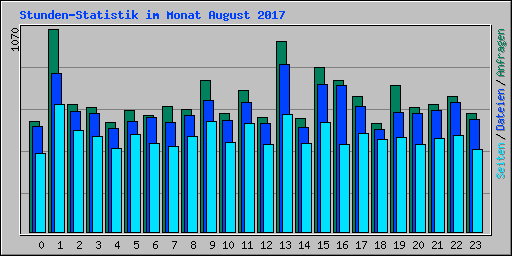 Stunden-Statistik im Monat August 2017
1070
Seiten / Dateien / Anfragen
0 1 2 3 4 5 6 7 8 9 10 11 12 13 14 15 16 17 18 19 20 21 22 23